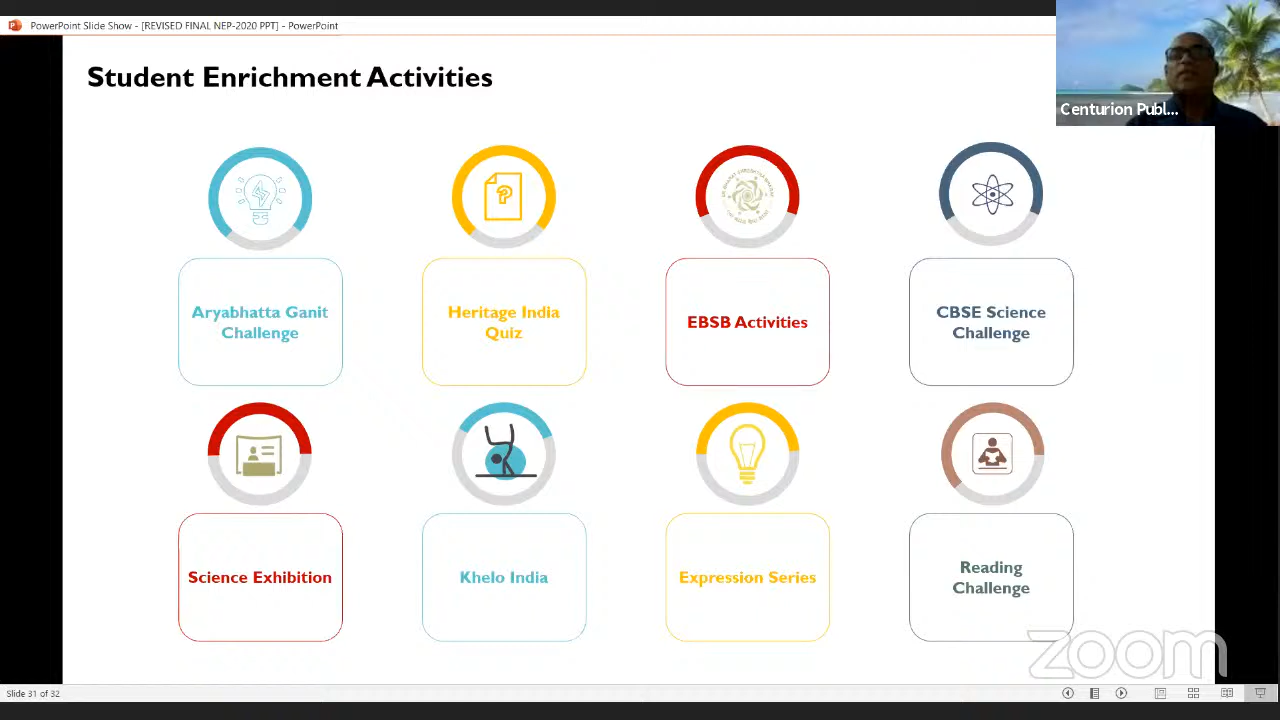 PowerPoint Slide Show - [REVISED FINAL NEP-2020 PPT] - PowerPoint
Student Enrichment Activities
Centurion Publ...
Aryabhatta Ganit
Challenge
Heritage India
Quiz
EBSB Activities
CBSE Science
Challenge
Science Exhibition
Khelo India
Expression Series
Reading
Challenge
zoom
Slide 31 of 32